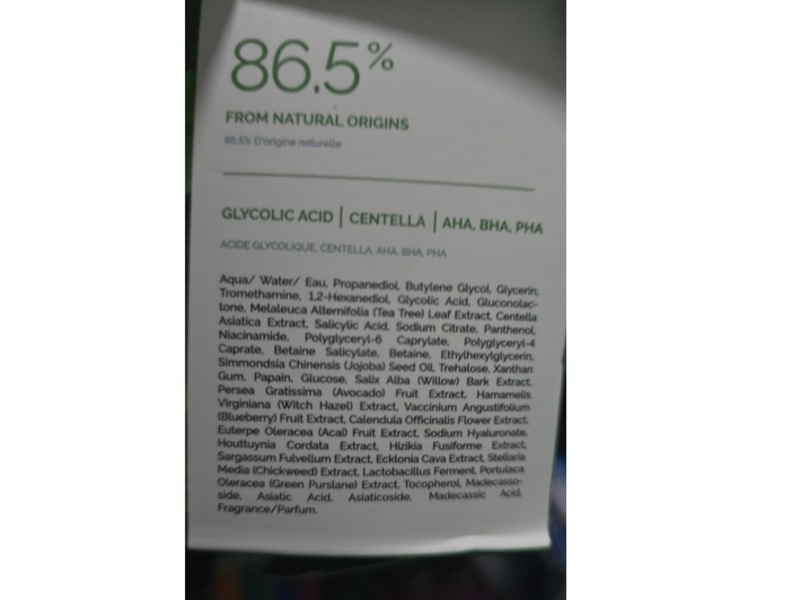 86.5%
FROM NATURAL ORIGINS
86.5% D'origine naturelle
GLYCOLIC ACID | CENTELLA | AHA, BHA, PHA
ACIDE GLYCOLIQUE, CENTELLA, AHA, BHA, PHA
Aqua/ Water/ Eau, Propanediol, Butylene Glycol, Glycerin,
Tromethamine, 1,2-Hexanediol, Glycolic Acid, Gluconolac-
tone, Melaleuca Alternifolia (Tea Tree) Leaf Extract, Centella
Asiatica Extract, Salicylic Acid, Sodium Citrate, Panthenol,
Niacinamide, Polyglyceryl-6 Caprylate, Polyglyceryl-4
Caprate, Betaine Salicylate, Betaine, Ethylhexylglycerin,
Simmondsia Chinensis (Jojoba) Seed Oil, Trehalose, Xanthan
Gum, Papain, Glucose, Salix Alba (Willow) Bark Extract,
Persea Gratissima (Avocado) Fruit Extract, Hamamelis
Virginiana (Witch Hazel) Extract, Vaccinium Angustifolium
(Blueberry) Fruit Extract, Calendula Officinalis Flower Extract,
Euterpe Oleracea (Acai) Fruit Extract, Sodium Hyaluronate,
Houttuynia Cordata Extract, Hizikia Fusiforme Extract,
Sargassum Fulvellum Extract, Ecklonia Cava Extract, Stellaria
Media (Chickweed) Extract, Lactobacillus Ferment, Portulaca
Oleracea (Green Purslane) Extract, Tocopherol, Madecasso-
side, Asiatic Acid, Asiaticoside, Madecassic Acid,
Fragrance/Parfum.